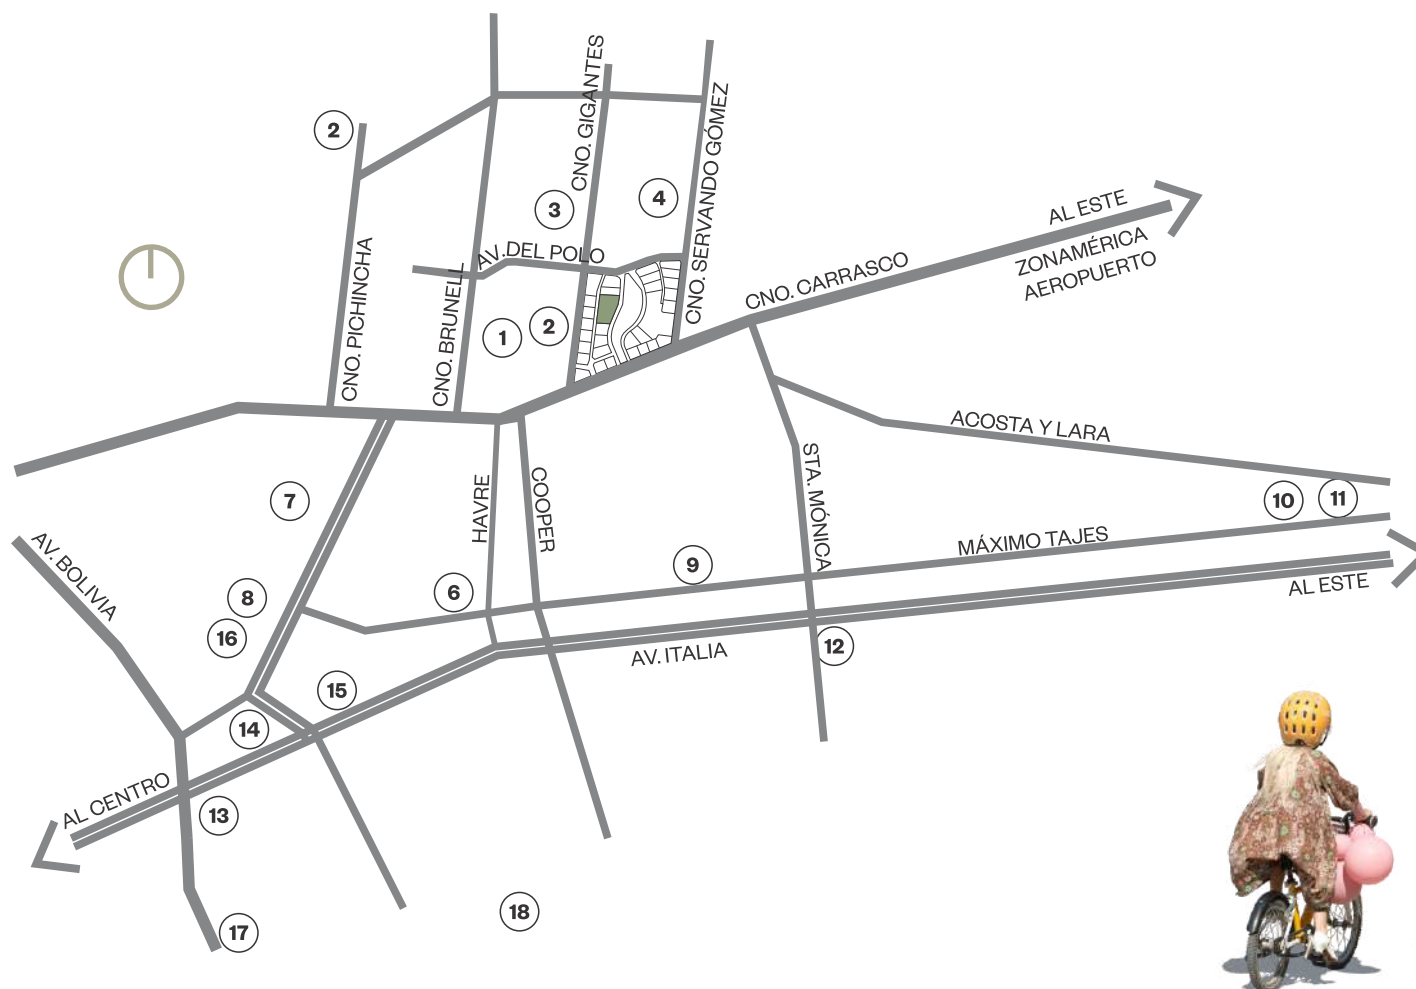 CNO. GIGANTES
CNO. SERVANDO GÓMEZ
2
3
4
AL ESTE
ZONAMÉRICA
AEROPUERTO
AV. DEL POLO
CNO. CARRASCO
CNO. PICHINCHA
CNO. BRUNELL
1
2
ACOSTA Y LARA
7
HAVRE
COOPER
STA. MÓNICA
10
11
MÁXIMO TAJES
AV. BOLIVIA
9
AL ESTE
8
6
16
AV. ITALIA
12
15
14
AL CENTRO
13
18
17